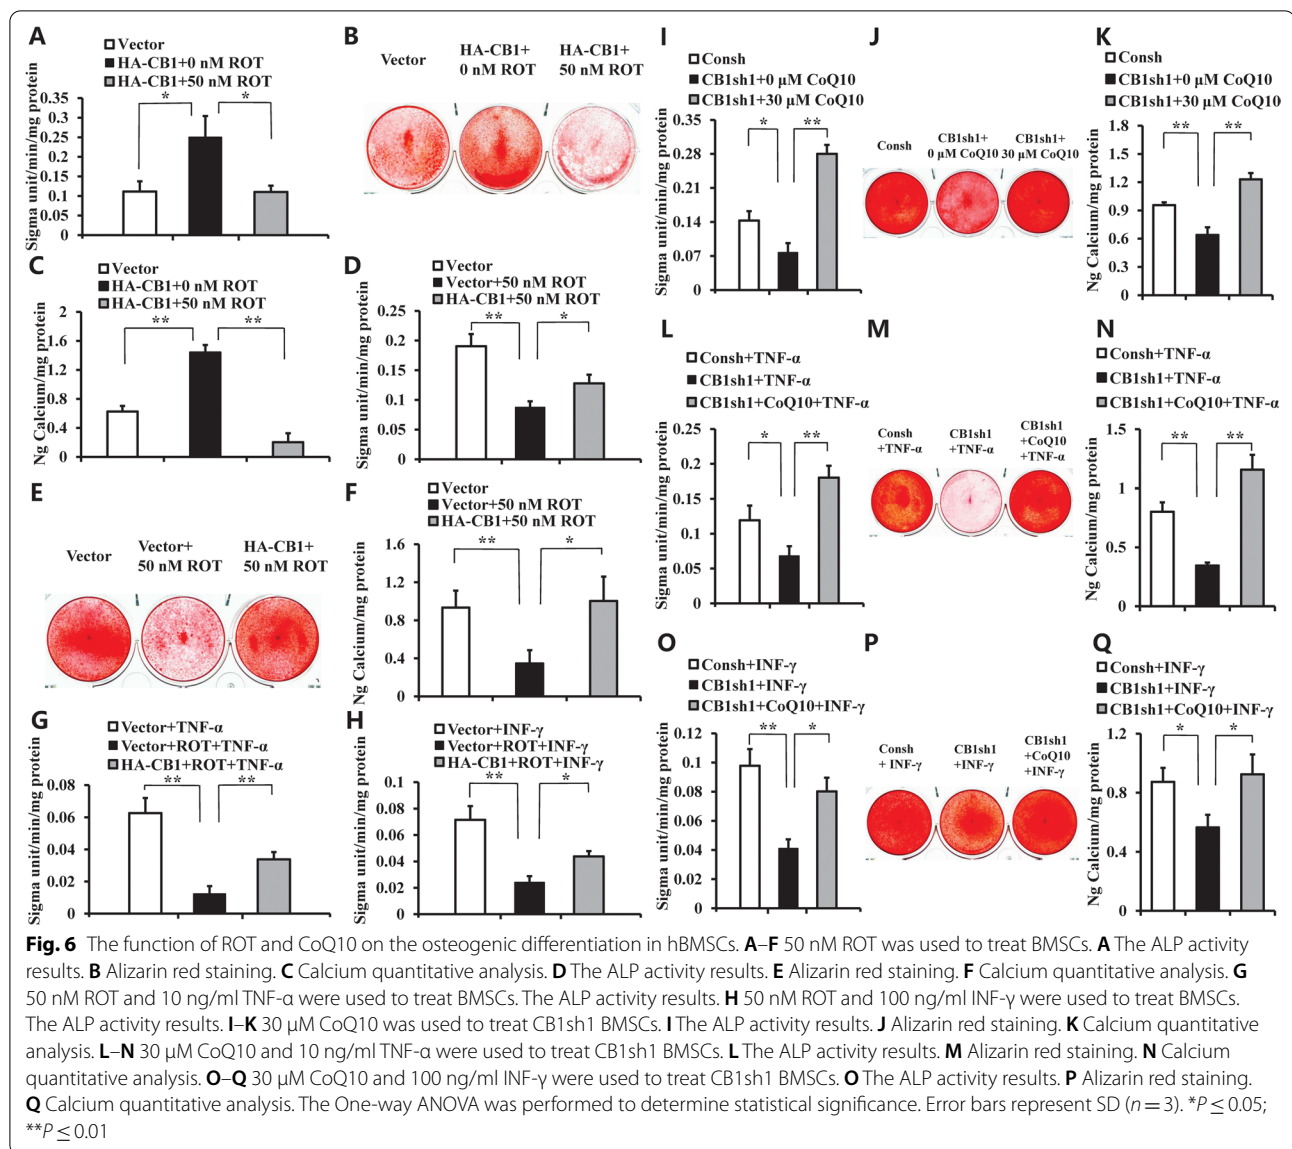 A
Vector
HA-CB1+0 nM ROT
HA-CB1+50 nM ROT
* *
Sigma unit/min/mg protein
0.35
0.3
0.25
0.2
0.15
0.1
0.05
0
B
Vector
HA-CB1+
0 nM ROT
HA-CB1+
50 nM ROT
C
Vector
HA-CB1+0 nM ROT
HA-CB1+50 nM ROT
** **
Ng Calcium/mg protein
2
1.6
1.2
0.8
0.4
0
D
Vector
Vector+50 nM ROT
HA-CB1+50 nM ROT
** *
Sigma unit/min/mg protein
0.25
0.2
0.15
0.1
0.05
0
E
Vector
Vector+
50 nM ROT
HA-CB1+
50 nM ROT
F
Vector
Vector+50 nM ROT
HA-CB1+50 nM ROT
** *
Ng Calcium/mg protein
1.6
1.2
0.8
0.4
0
G
Vector+TNF-α
Vector+ROT+TNF-α
HA-CB1+ROT+TNF-α
** **
Sigma unit/min/mg protein
0.08
0.06
0.04
0.02
0
H
Vector+INF-γ
Vector+ROT+INF-γ
HA-CB1+ROT+INF-γ
** *
Sigma unit/min/mg protein
0.1
0.08
0.06
0.04
0.02
0
I
Consh
CB1sh1+0 μM CoQ10
CB1sh1+30 μM CoQ10
* **
Sigma unit/min/mg protein
0.35
0.28
0.14
0.07
0
J
Consh
CB1sh1+
0 μM CoQ10
CB1sh1+
30 μM CoQ10
K
Consh
CB1sh1+0 μM CoQ10
CB1sh1+30 μM CoQ10
** **
Ng Calcium/mg protein
1.8
1.5
1.2
0.9
0.6
0.3
0
L
Consh+TNF-α
CB1sh1+TNF-α
CB1sh1+CoQ10+TNF-α
* **
Sigma unit/min/mg protein
0.25
0.2
0.15
0.1
0.05
0
M
Consh
+TNF-α
CB1sh1
+TNF-α
CB1sh1
+CoQ10
+TNF-α
N
Consh+TNF-α
CB1sh1+TNF-α
CB1sh1+CoQ10+TNF-α
** **
Ng Calcium/mg protein
1.5
1
0.5
0
O
Consh+INF-γ
CB1sh1+INF-γ
CB1sh1+CoQ10+INF-γ
** *
Sigma unit/min/mg protein
0.12
0.1
0.08
0.06
0.04
0.02
0
P
Consh
+ INF-γ
CB1sh1
+INF-γ
CB1sh1
+CoQ10
+INF-γ
Q
Consh+INF-γ
CB1sh1+INF-γ
CB1sh1+CoQ10+INF-γ
* *
Ng Calcium/mg protein
1.2
0.8
0.4
0
Fig. 6 The function of ROT and CoQ10 on the osteogenic differentiation in hBMSCs. A–F 50 nM ROT was used to treat BMSCs. A The ALP activity
results. B Alizarin red staining. C Calcium quantitative analysis. D The ALP activity results. E Alizarin red staining. F Calcium quantitative analysis. G
50 nM ROT and 10 ng/ml TNF-α were used to treat BMSCs. The ALP activity results. H 50 nM ROT and 100 ng/ml INF-γ were used to treat BMSCs.
The ALP activity results. I–K 30 μM CoQ10 was used to treat CB1sh1 BMSCs. I The ALP activity results. J Alizarin red staining. K Calcium quantitative
analysis. L–N 30 μM CoQ10 and 10 ng/ml TNF-α were used to treat CB1sh1 BMSCs. L The ALP activity results. M Alizarin red staining. N Calcium
quantitative analysis. O–Q 30 μM CoQ10 and 100 ng/ml INF-γ were used to treat CB1sh1 BMSCs. O The ALP activity results. P Alizarin red staining.
Q Calcium quantitative analysis. The One-way ANOVA was performed to determine statistical significance. Error bars represent SD (n = 3). *P ≤ 0.05;
**P ≤ 0.01